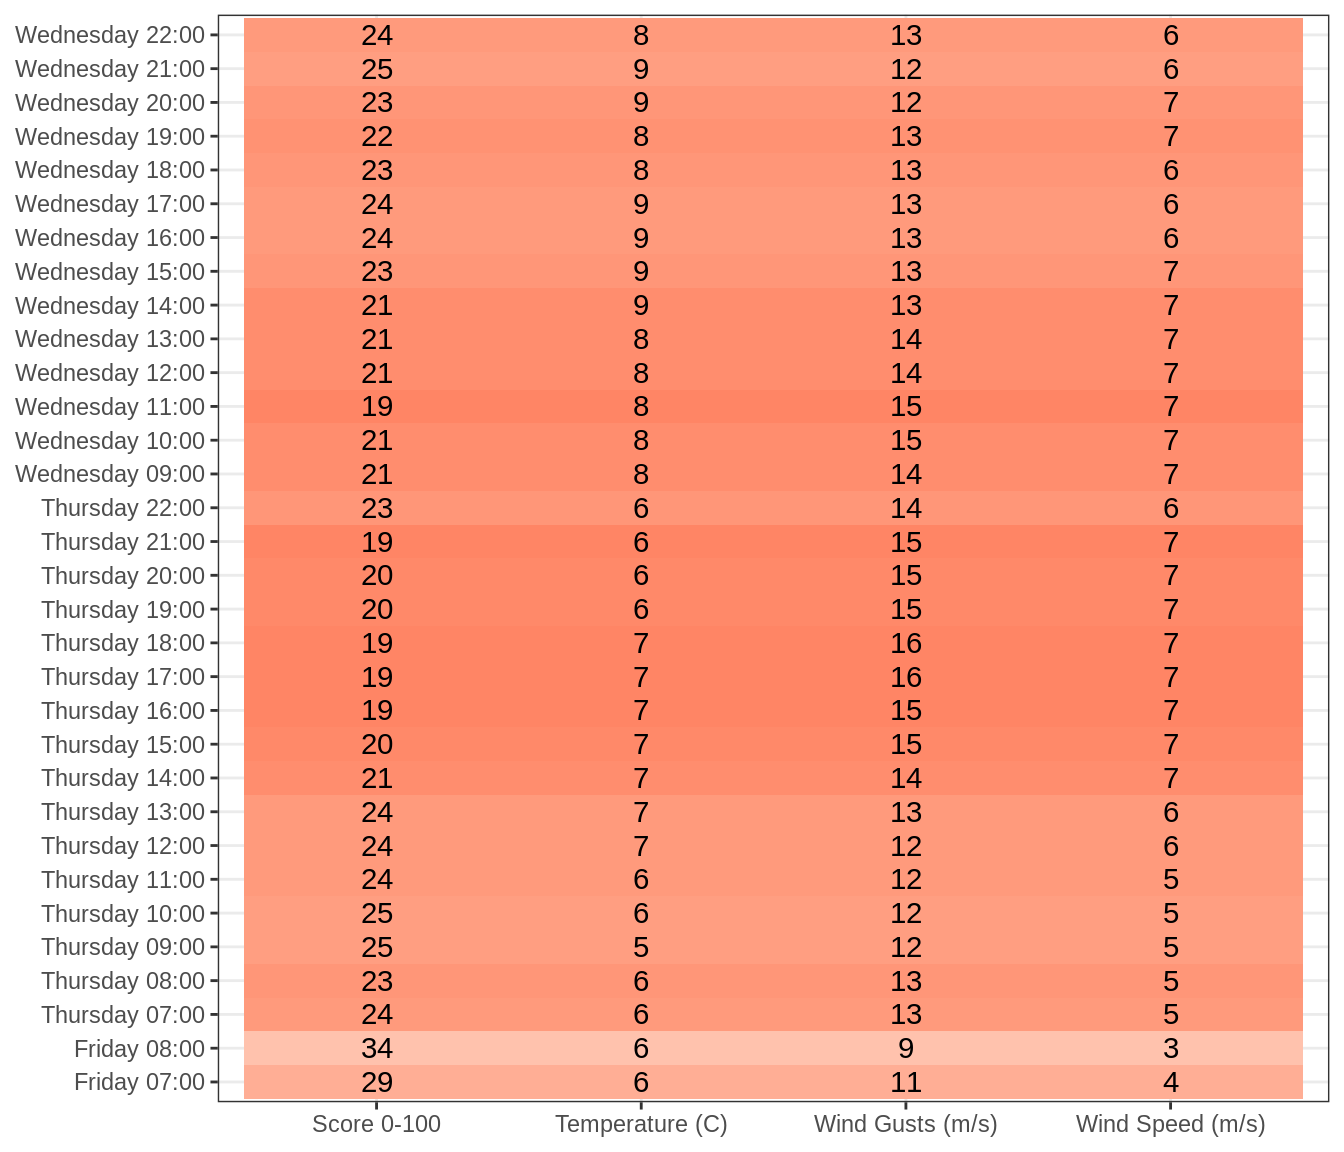 Wednesday 22:00 24 8 13 6
Wednesday 21:00 25 9 12 6
Wednesday 20:00 23 9 12 7
Wednesday 19:00 22 8 13 7
Wednesday 18:00 23 8 13 6
Wednesday 17:00 24 9 13 6
Wednesday 16:00 24 9 13 6
Wednesday 15:00 23 9 13 7
Wednesday 14:00 21 9 13 7
Wednesday 13:00 21 8 14 7
Wednesday 12:00 21 8 14 7
Wednesday 11:00 19 8 15 7
Wednesday 10:00 21 8 15 7
Wednesday 09:00 21 8 14 7
Thursday 22:00 23 6 14 6
Thursday 21:00 19 6 15 7
Thursday 20:00 20 6 15 7
Thursday 19:00 20 6 15 7
Thursday 18:00 19 7 16 7
Thursday 17:00 19 7 16 7
Thursday 16:00 19 7 15 7
Thursday 15:00 20 7 15 7
Thursday 14:00 21 7 14 7
Thursday 13:00 24 7 13 6
Thursday 12:00 24 7 12 6
Thursday 11:00 24 6 12 5
Thursday 10:00 25 6 12 5
Thursday 09:00 25 5 12 5
Thursday 08:00 23 6 13 5
Thursday 07:00 24 6 13 5
Friday 08:00 34 6 9 3
Friday 07:00 29 6 11 4
Score 0-100 Temperature (C) Wind Gusts (m/s) Wind Speed (m/s)